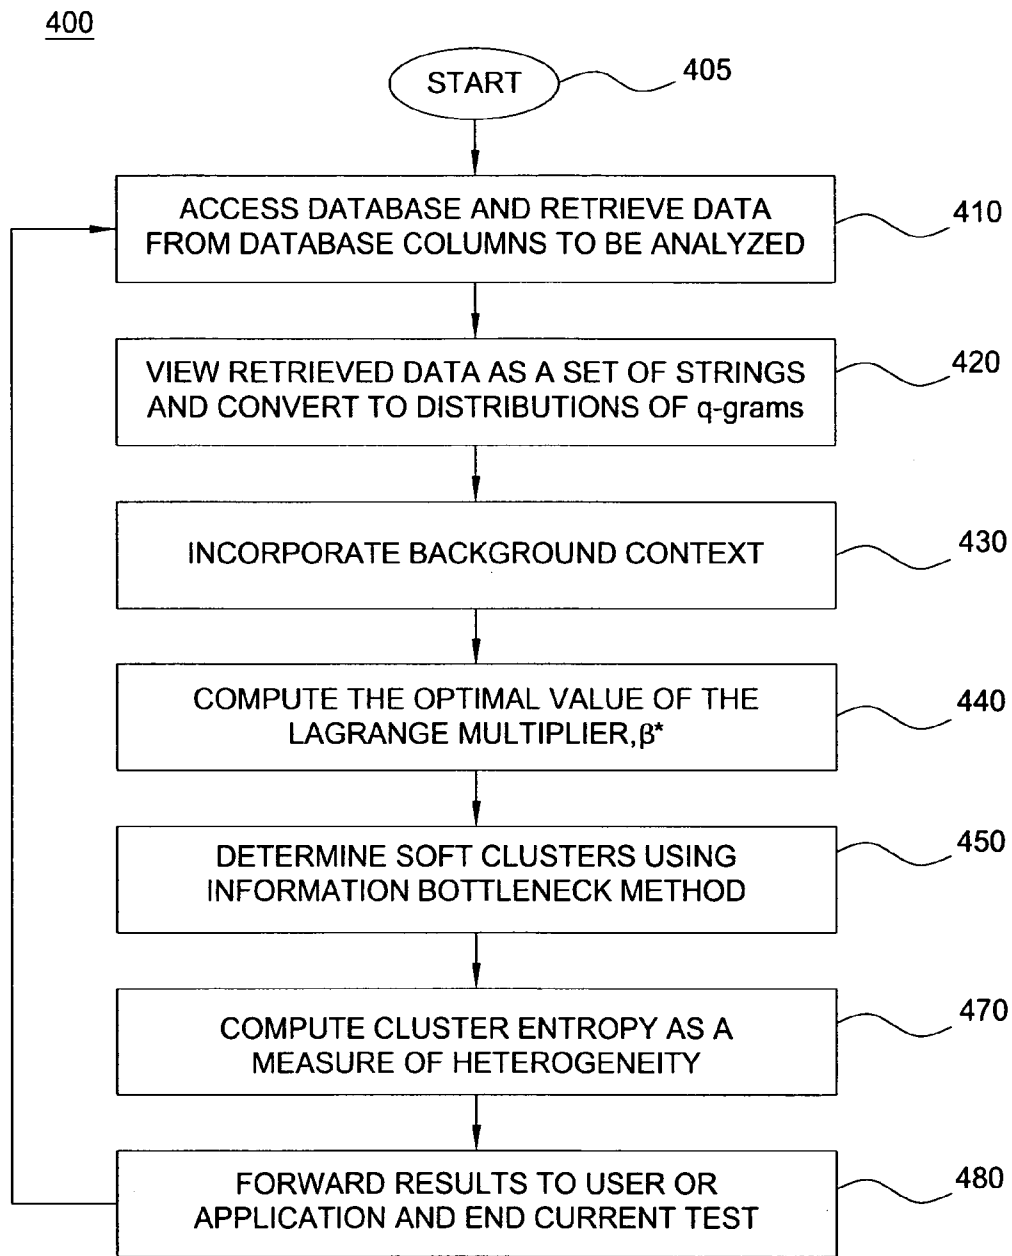 400
START
405
ACCESS DATABASE AND RETRIEVE DATA
FROM DATABASE COLUMNS TO BE ANALYZED
410
VIEW RETRIEVED DATA AS A SET OF STRINGS
AND CONVERT TO DISTRIBUTIONS OF q-grams
420
INCORPORATE BACKGROUND CONTEXT
430
COMPUTE THE OPTIMAL VALUE OF THE
LAGRANGE MULTIPLIER,β*
440
DETERMINE SOFT CLUSTERS USING
INFORMATION BOTTLENECK METHOD
450
COMPUTE CLUSTER ENTROPY AS A
MEASURE OF HETEROGENEITY
470
FORWARD RESULTS TO USER OR
APPLICATION AND END CURRENT TEST
480